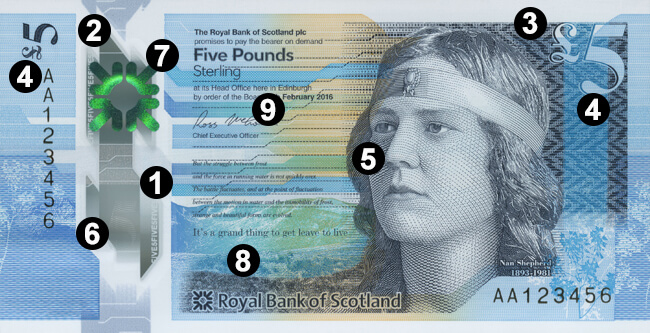 £5
AA123456
2
7
3
4
9
4
5
1
6
8
The Royal Bank of Scotland plc
promises to pay the bearer on demand
Five Pounds
Sterling
at its Head Office here in Edinburgh
by order of the February 2016
Chief Executive Officer
But the struggle between frost
and the force in running water is not quickly over.
The battle fluctuates, and at the point of fluctuation
between the motion in water and the immobility of frost,
strange and beautiful forms are evolved.
It's a grand thing to get leave to live
£5
Nan Shepherd
1893-1981
Royal Bank of Scotland
AA123456